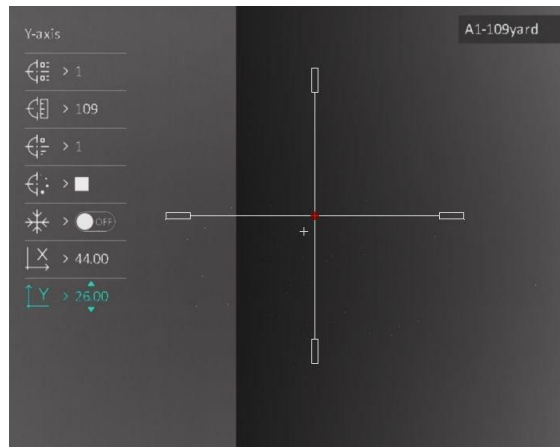 Y-axis
A1-109yard
> 1
> 109
> 1
>
> OFF
X > 44.00
Y > 26.00